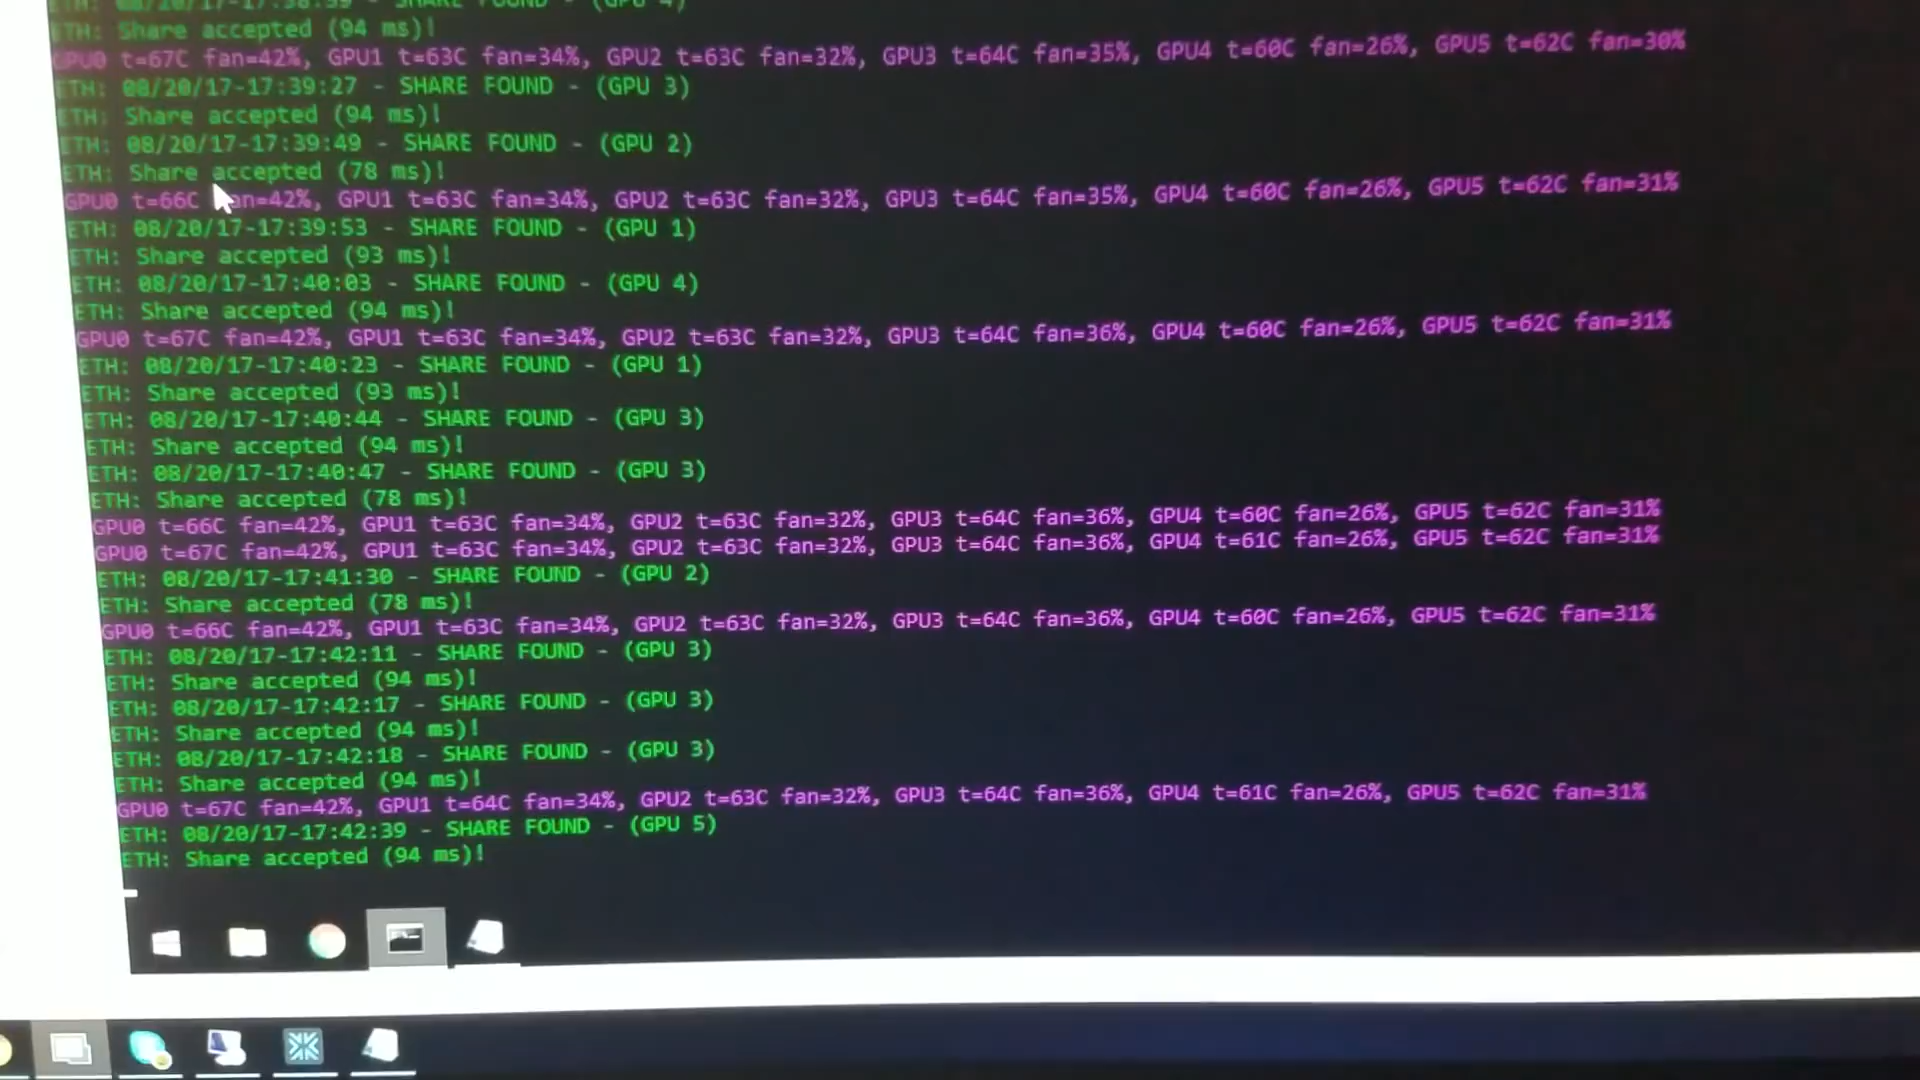 ETH: 08/20/17-17:38:59 - SHARE FOUND - (GPU 4)
ETH: Share accepted (94 ms)!
GPU0 t=67C fan=42%, GPU1 t=63C fan=34%, GPU2 t=63C fan=32%, GPU3 t=64C fan=35%, GPU4 t=60C fan=26%, GPU5 t=62C fan=30%
ETH: 08/20/17-17:39:27 - SHARE FOUND - (GPU 3)
ETH: Share accepted (94 ms)!
ETH: 08/20/17-17:39:49 - SHARE FOUND - (GPU 2)
ETH: Share accepted (78 ms)!
GPU0 t=66C fan=42%, GPU1 t=63C fan=34%, GPU2 t=63C fan=32%, GPU3 t=64C fan=35%, GPU4 t=60C fan=26%, GPU5 t=62C fan=31%
ETH: 08/20/17-17:39:53 - SHARE FOUND - (GPU 1)
ETH: Share accepted (93 ms)!
ETH: 08/20/17-17:40:03 - SHARE FOUND - (GPU 4)
ETH: Share accepted (94 ms)!
GPU0 t=67C fan=42%, GPU1 t=63C fan=34%, GPU2 t=63C fan=32%, GPU3 t=64C fan=36%, GPU4 t=60C fan=26%, GPU5 t=62C fan=31%
ETH: 08/20/17-17:40:23 - SHARE FOUND - (GPU 1)
ETH: Share accepted (93 ms)!
ETH: 08/20/17-17:40:44 - SHARE FOUND - (GPU 3)
ETH: Share accepted (94 ms)!
ETH: 08/20/17-17:40:47 - SHARE FOUND - (GPU 3)
ETH: Share accepted (78 ms)!
GPU0 t=66C fan=42%, GPU1 t=63C fan=34%, GPU2 t=63C fan=32%, GPU3 t=64C fan=36%, GPU4 t=60C fan=26%, GPU5 t=62C fan=31%
GPU0 t=67C fan=42%, GPU1 t=63C fan=34%, GPU2 t=63C fan=32%, GPU3 t=64C fan=36%, GPU4 t=61C fan=26%, GPU5 t=62C fan=31%
ETH: 08/20/17-17:41:30 - SHARE FOUND - (GPU 2)
ETH: Share accepted (78 ms)!
GPU0 t=66C fan=42%, GPU1 t=63C fan=34%, GPU2 t=63C fan=32%, GPU3 t=64C fan=36%, GPU4 t=60C fan=26%, GPU5 t=62C fan=31%
ETH: 08/20/17-17:42:11 - SHARE FOUND - (GPU 3)
ETH: Share accepted (94 ms)!
ETH: 08/20/17-17:42:17 - SHARE FOUND - (GPU 3)
ETH: Share accepted (94 ms)!
ETH: 08/20/17-17:42:18 - SHARE FOUND - (GPU 3)
ETH: Share accepted (94 ms)!
GPU0 t=67C fan=42%, GPU1 t=64C fan=34%, GPU2 t=63C fan=32%, GPU3 t=64C fan=36%, GPU4 t=61C fan=26%, GPU5 t=62C fan=31%
ETH: 08/20/17-17:42:39 - SHARE FOUND - (GPU 5)
ETH: Share accepted (94 ms)!